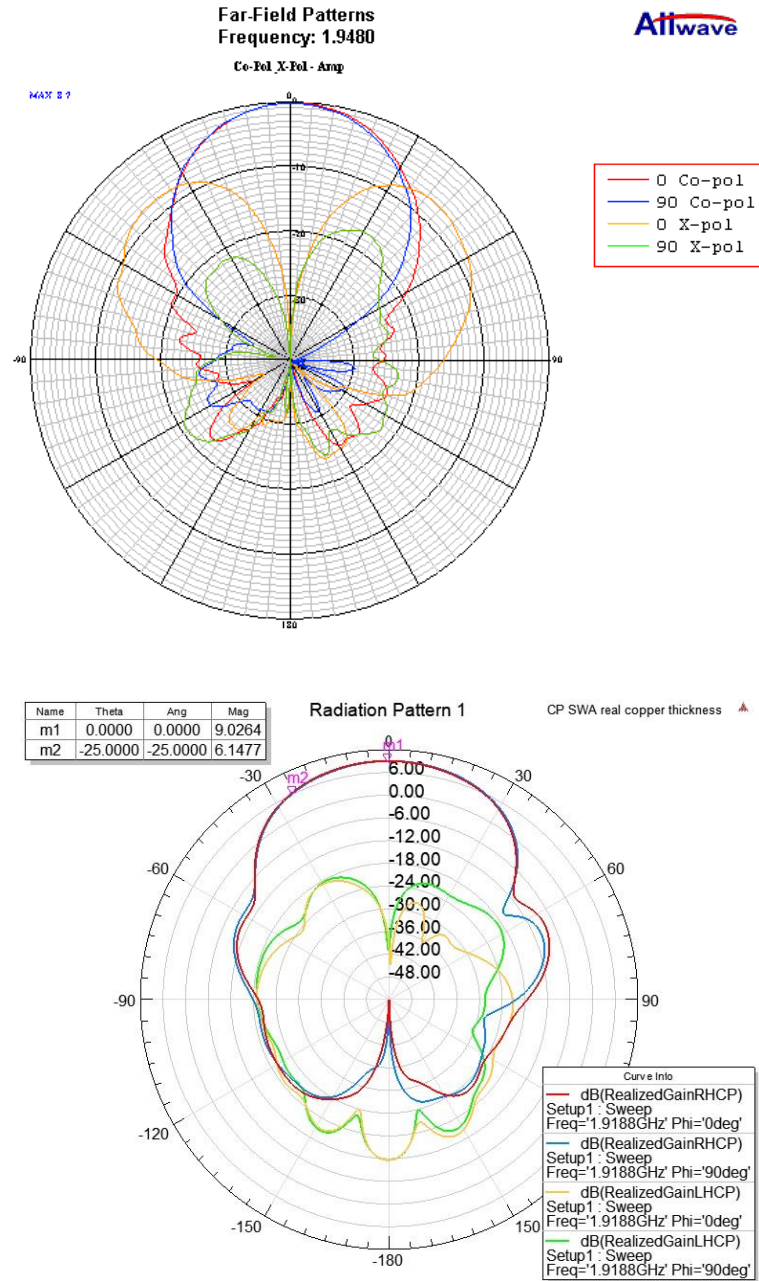 Far-Field Patterns
Frequency: 1.9480
Allwave
Co-Pol_X-Pol - Amp
0
-10
-20
-90
90
180
0 Co-pol
90 Co-pol
0 X-pol
90 X-pol
Name Theta Ang Mag
m1 0.0000 0.0000 9.0264
m2 -25.0000 -25.0000 6.1477
Radiation Pattern 1
CP SWA real copper thickness
0
m1
m2
-30
30
-60
60
-90
90
-120
-150
150
-180
6.00
0.00
-6.00
-12.00
-18.00
-24.00
-30.00
-36.00
-42.00
-48.00
Curve Info
dB(RealizedGainRHCP)
Setup1 : Sweep
Freq='1.9188GHz' Phi='0deg'
dB(RealizedGainRHCP)
Setup1 : Sweep
Freq='1.9188GHz' Phi='90deg'
dB(RealizedGainLHCP)
Setup1 : Sweep
Freq='1.9188GHz' Phi='0deg'
dB(RealizedGainLHCP)
Setup1 : Sweep
Freq='1.9188GHz' Phi='90deg'